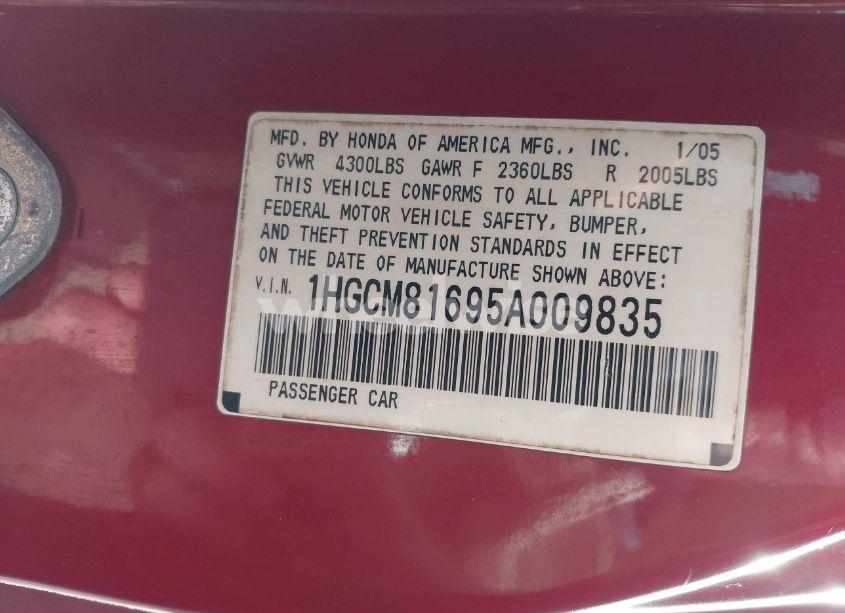 MFD. BY HONDA OF AMERICA MFG., INC. 1/05
GVWR 4300LBS GAWR F 2360LBS R 2005LBS
THIS VEHICLE CONFORMS TO ALL APPLICABLE
FEDERAL MOTOR VEHICLE SAFETY, BUMPER,
AND THEFT PREVENTION STANDARDS IN EFFECT
ON THE DATE OF MANUFACTURE SHOWN ABOVE:
V.I.N. 1HGCM81695A009835
PASSENGER CAR